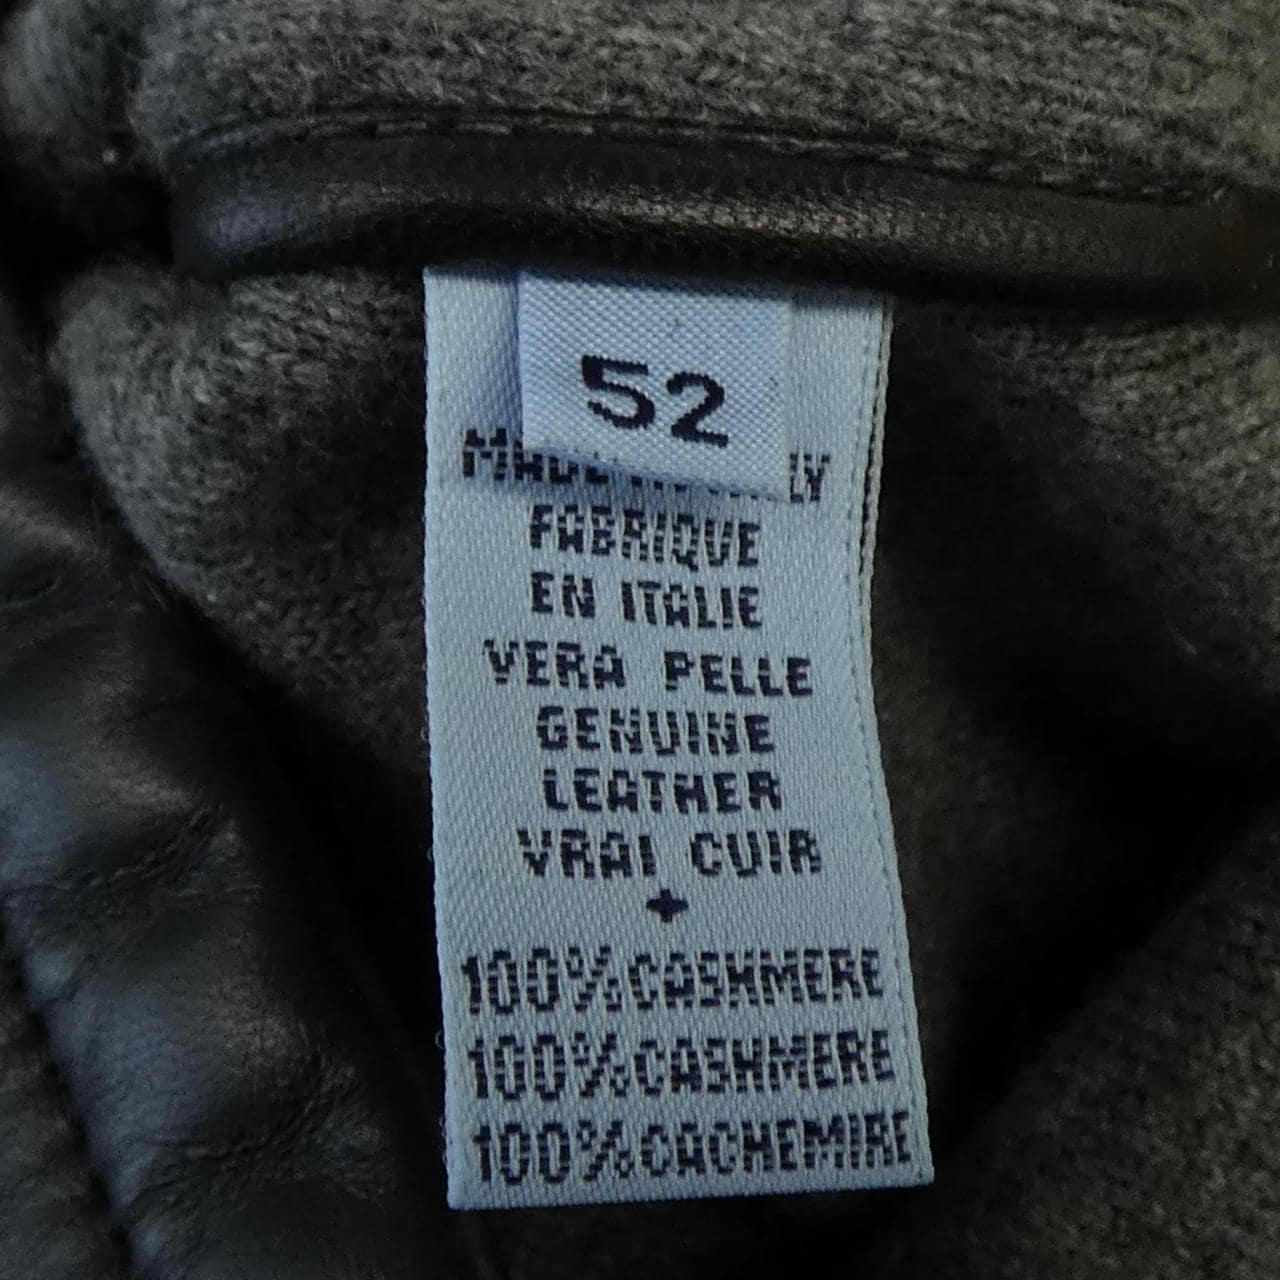 52
FABRIQUE
EN ITALIE
VERA PELLE
GENUINE
LEATHER
VRAI CUIR
+
100%CASHMERE
100%CASHMERE
100%CACHEMIRE